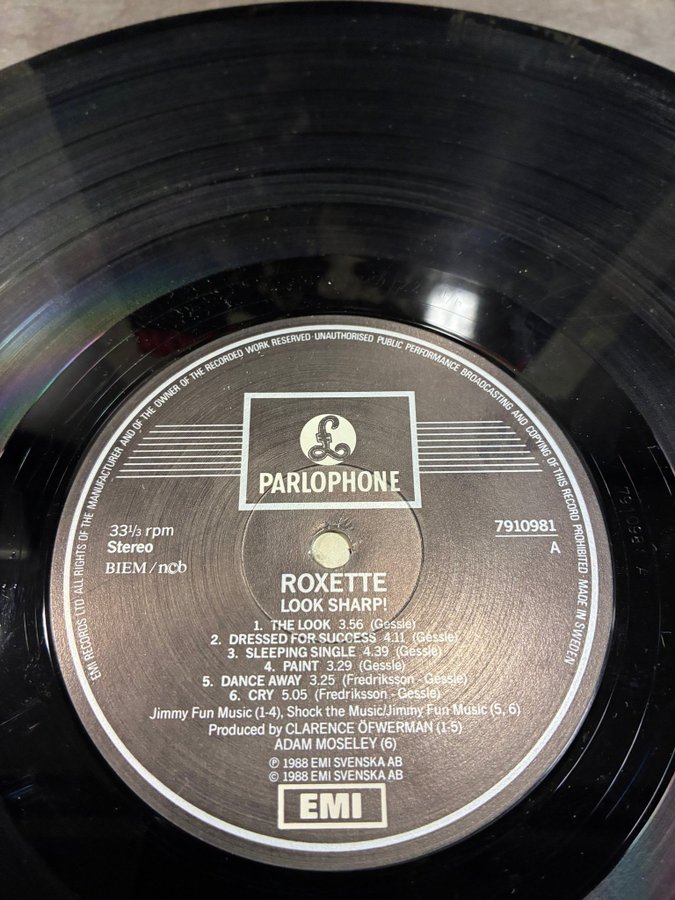 EMI RECORDS LTD. ALL RIGHTS OF THE MANUFACTURER AND OF THE OWNER OF THE RECORDED WORK RESERVED · UNAUTHORISED PUBLIC PERFORMANCE BROADCASTING AND COPYING OF THIS RECORD PROHIBITED. MADE IN SWEDEN
£
PARLOPHONE
33⅓ rpm
Stereo
BIEM / ncb
7910981
A
ROXETTE
LOOK SHARP!
1. THE LOOK 3.56 (Gessle)
2. DRESSED FOR SUCCESS 4.11 (Gessle)
3. SLEEPING SINGLE 4.39 (Gessle)
4. PAINT 3.29 (Gessle)
5. DANCE AWAY 3.25 (Fredriksson - Gessle)
6. CRY 5.05 (Fredriksson - Gessle)
Jimmy Fun Music (1-4), Shock the Music/Jimmy Fun Music (5, 6)
Produced by CLARENCE ÖFWERMAN (1-5)
ADAM MOSELEY (6)
℗ 1988 EMI SVENSKA AB
© 1988 EMI SVENSKA AB
EMI